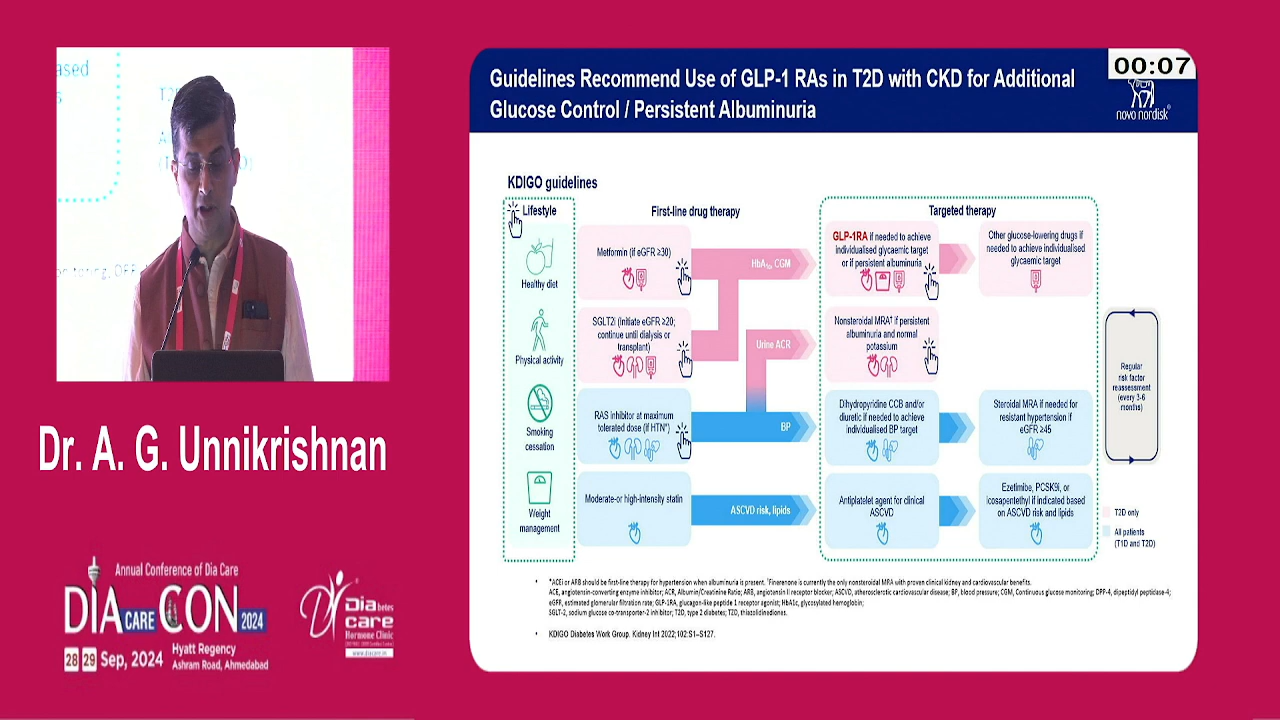 ased
00:07
Guidelines Recommend Use of GLP-1 RAs in T2D with CKD for Additional
Glucose Control / Persistent Albuminuria
novo nordisk
KDIGO guidelines
Lifestyle
First-line drug therapy
Targeted therapy
Healthy diet
Physical activity
Smoking
cessation
Weight
management
Metformin (if eGFR ≥30)
SGLT2i (Initiate eGFR ≥20;
continue until dialysis or
transplant)
RAS inhibitor at maximum
tolerated dose (if HTN*)
Moderate-or high-intensity statin
HbA1c, CGM
Urine ACR
BP
ASCVD risk, lipids
GLP-1RA if needed to achieve
individualised glycaemic target
or if persistent abuminuria
Other glucose-lowering drugs if
needed to achieve individualised
glycaemic target
Nonsteroidal MRA† if persistent
albuminuria and normal
potassium
Dihydropyridine CCB and/or
diuretic if needed to achieve
individualised BP target
Steroidal MRA if needed for
resistant hypertension if
eGFR ≥45
Antiplatelet agent for clinical
ASCVD
Ezetimibe, PCSK9i, or
icosapentethyl if indicated based
on ASCVD risk and lipids
Regular
risk factor
reassessment
(every 3-6
months)
T2D only
All patients
(T1D and T2D)
• *ACEi or ARB should be first-line therapy for hypertension when albuminuria is present. †Finerenone is currently the only nonsteroidal MRA with proven clinical kidney and cardiovascular benefits.
ACE, angiotensin-converting enzyme inhibitor; ACR, Albumin/Creatinine Ratio; ARB, angiotensin II receptor blocker; ASCVD, atherosclerotic cardiovascular disease; BP, blood pressure; CGM, Continuous glucose monitoring; DPP-4, dipeptidyl peptidase-4;
eGFR, estimated glomerular filtration rate; GLP-1RA, glucagon-like peptide 1 receptor agonist; HbA1c, glycosylated hemoglobin;
SGLT-2, sodium glucose co-transporter-2 inhibitor; T2D, type 2 diabetes; TZD, thiazolidinediones.
• KDIGO Diabetes Work Group. Kidney Int 2022;102:S1–S127.
Dr. A. G. Unnikrishnan
Annual Conference of Dia Care
DIA CARE CON 2024
28 29 Sep, 2024
Hyatt Regency
Ashram Road, Ahmedabad
Diabetes
care
Hormone Clinic